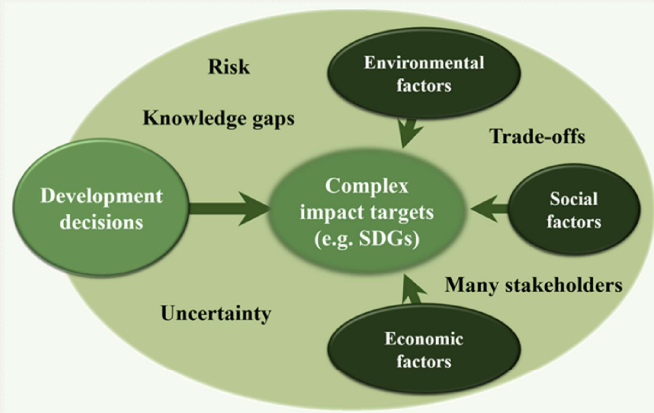 Risk
Environmental
factors
Knowledge gaps
Trade-offs
Development
decisions
Complex
impact targets
(e.g. SDGs)
Social
factors
Many stakeholders
Uncertainty
Economic
factors